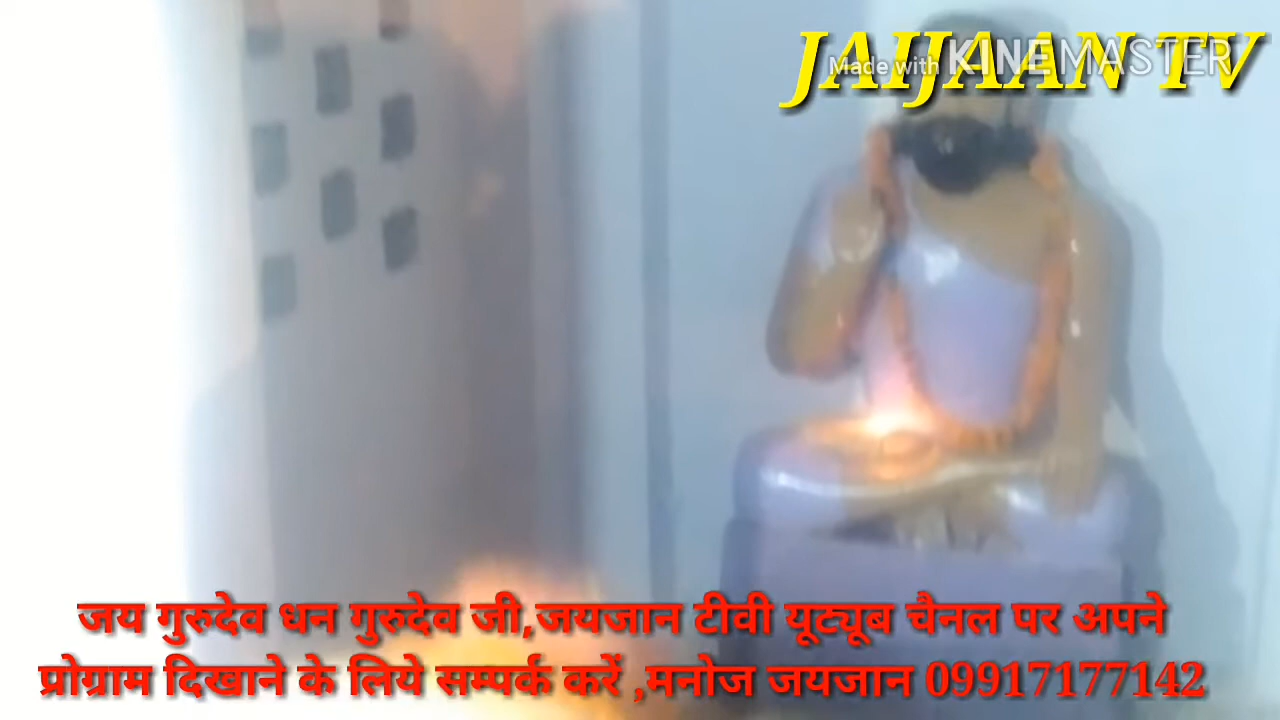 JAIJAAN TV
Made with KINEMASTER
जय गुरुदेव धन गुरुदेव जी,जयजान टीवी यूट्यूब चैनल पर अपने
प्रोग्राम दिखाने के लिये सम्पर्क करें ,मनोज जयजान 09917177142